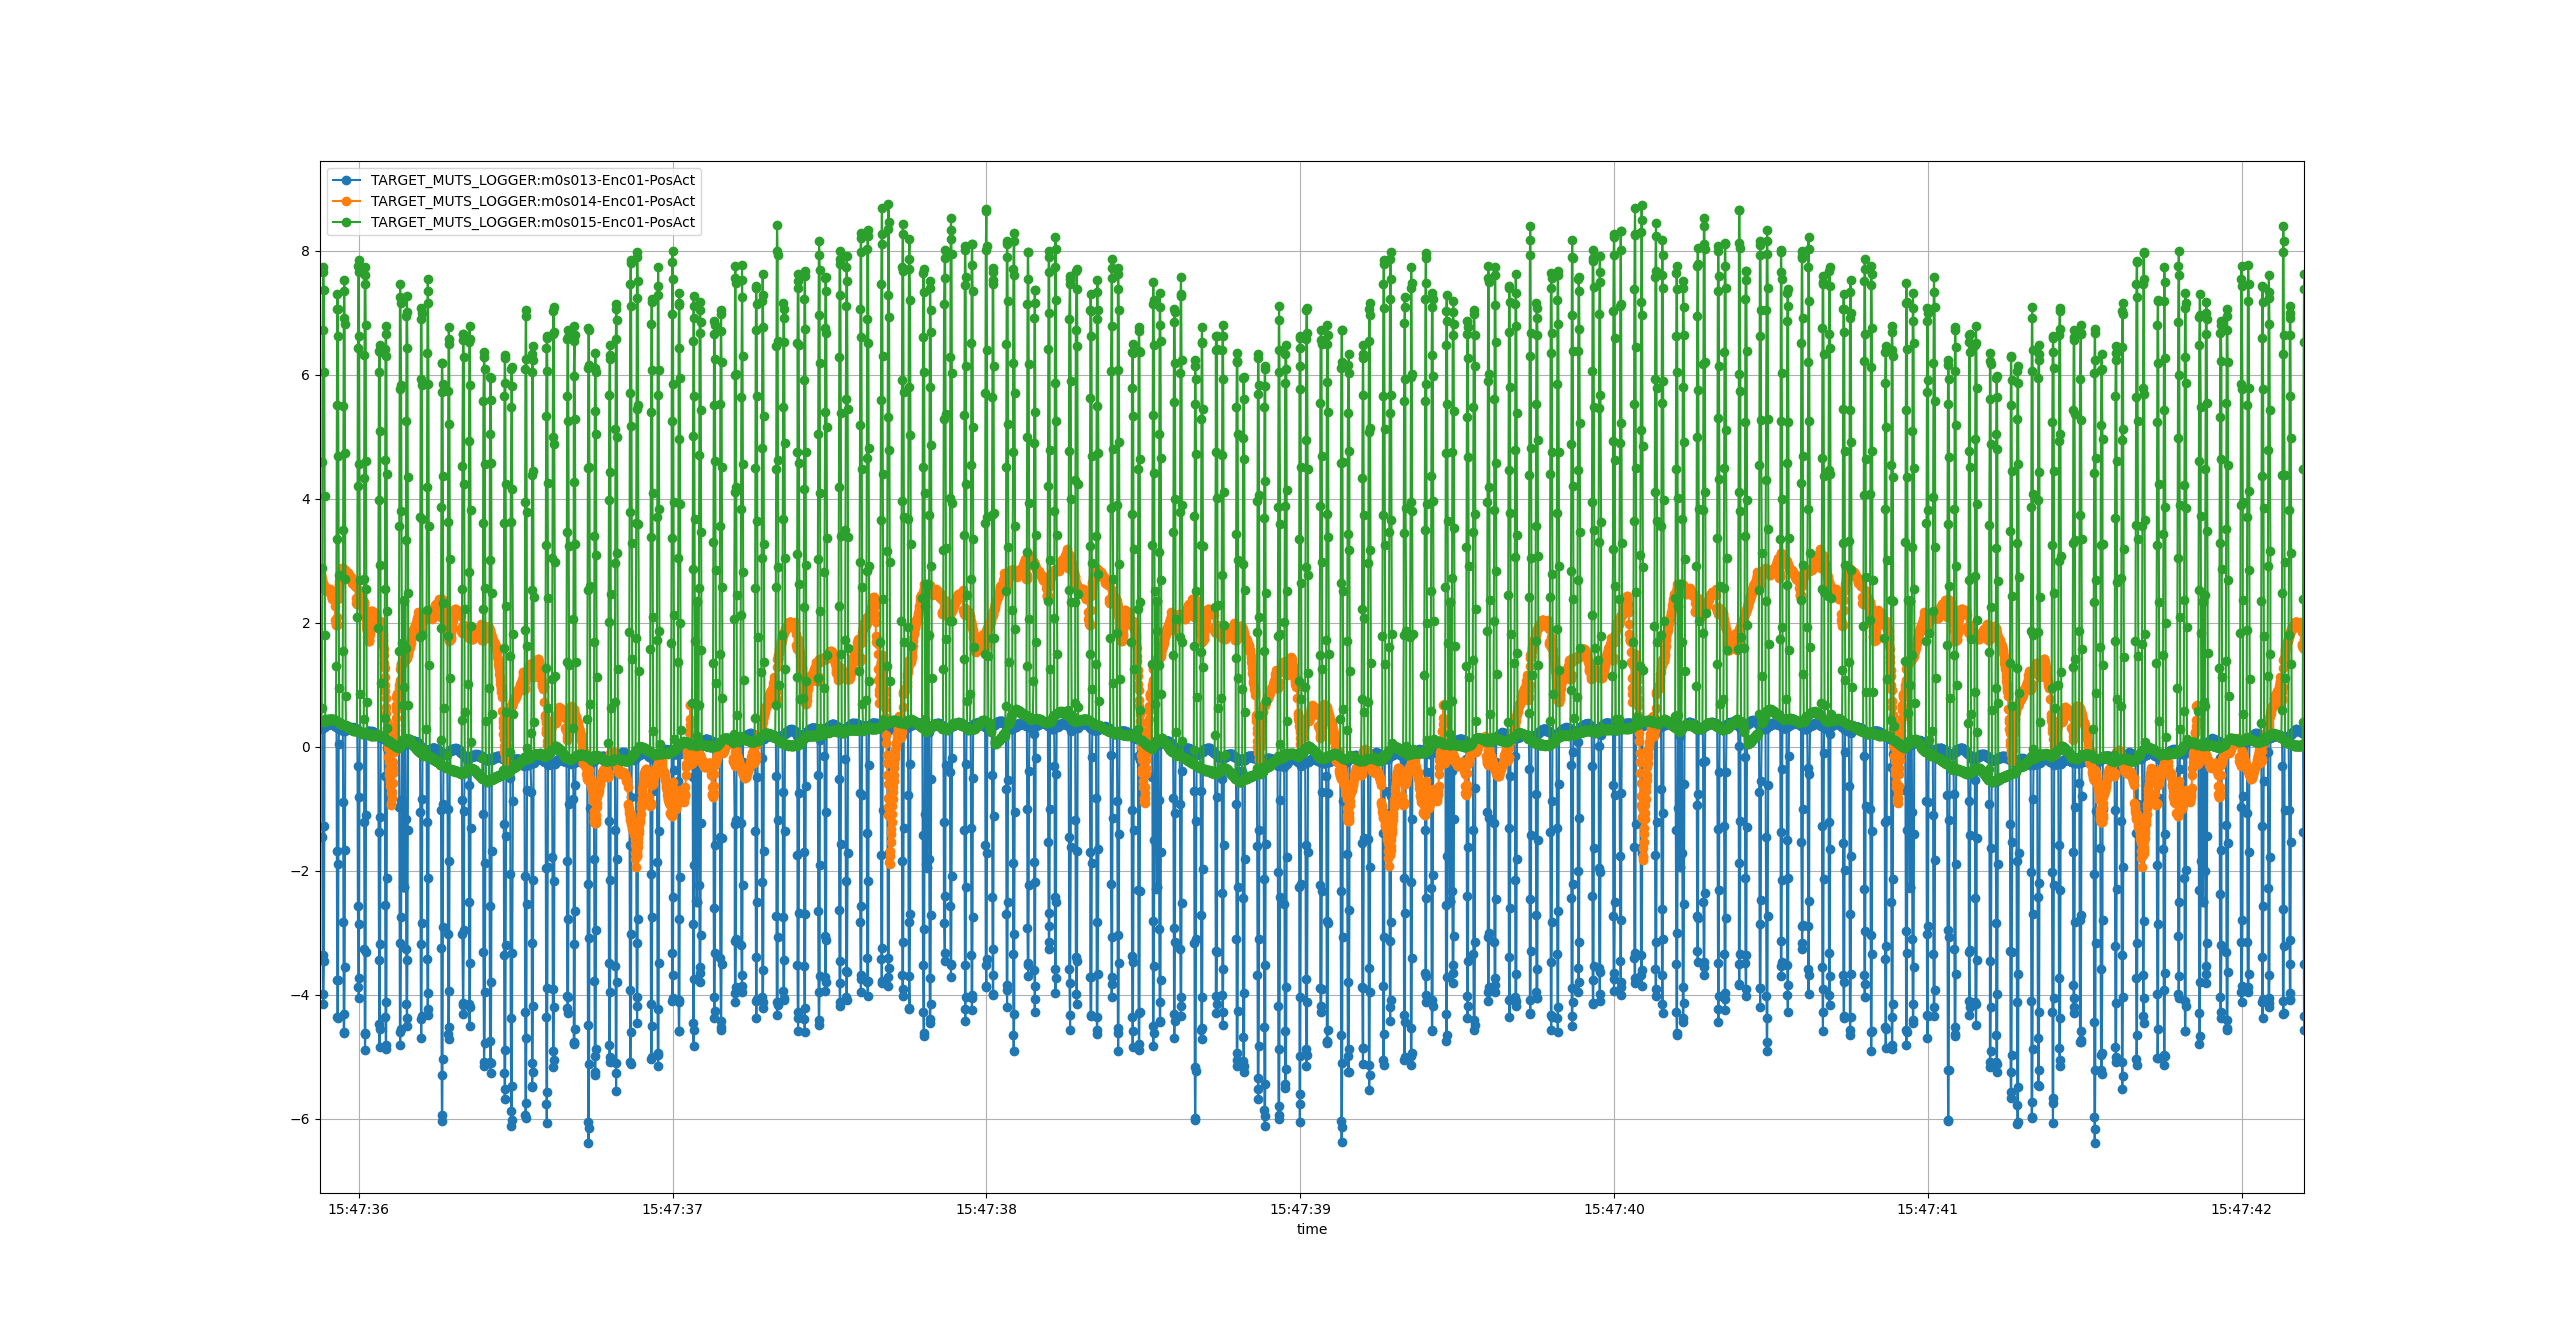 TARGET_MUTS_LOGGER:m0s013-Enc01-PosAct
TARGET_MUTS_LOGGER:m0s014-Enc01-PosAct
TARGET_MUTS_LOGGER:m0s015-Enc01-PosAct
8
6
4
2
0
−2
−4
−6
15:47:36 15:47:37 15:47:38 15:47:39 15:47:40 15:47:41 15:47:42
time